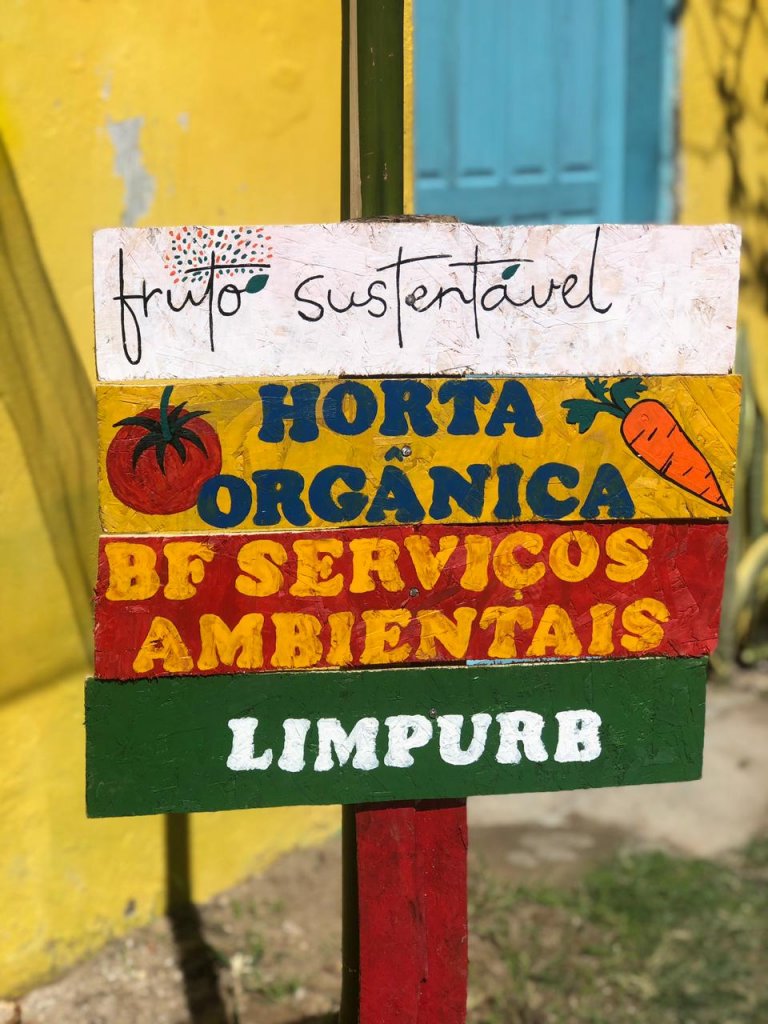 fruto sustentável
HORTA
ORGÂNICA
BF SERVIÇOS
AMBIENTAIS
LIMPURB